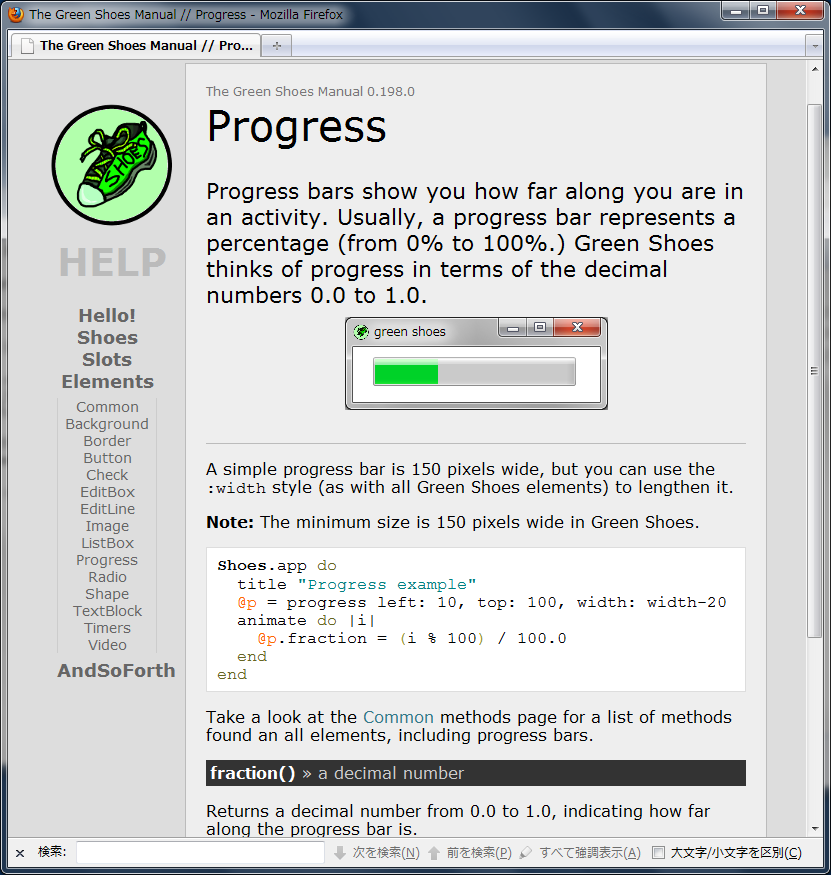 The Green Shoes Manual // Progress - Mozilla Firefox
The Green Shoes Manual // Pro...
SHOES
HELP
Hello!
Shoes
Slots
Elements
Common
Background
Border
Button
Check
EditBox
EditLine
Image
ListBox
Progress
Radio
Shape
TextBlock
Timers
Video
AndSoForth
The Green Shoes Manual 0.198.0
Progress
Progress bars show you how far along you are in
an activity. Usually, a progress bar represents a
percentage (from 0% to 100%.) Green Shoes
thinks of progress in terms of the decimal
numbers 0.0 to 1.0.
green shoes
A simple progress bar is 150 pixels wide, but you can use the
:width style (as with all Green Shoes elements) to lengthen it.
Note: The minimum size is 150 pixels wide in Green Shoes.
Shoes.app do
  title "Progress example"
  @p = progress left: 10, top: 100, width: width-20
  animate do |i|
    @p.fraction = (i % 100) / 100.0
  end
end
Take a look at the Common methods page for a list of methods
found an all elements, including progress bars.
fraction() » a decimal number
Returns a decimal number from 0.0 to 1.0, indicating how far
along the progress bar is.
検索: 次を検索(N) 前を検索(P) すべて強調表示(A) 大文字/小文字を区別(C)